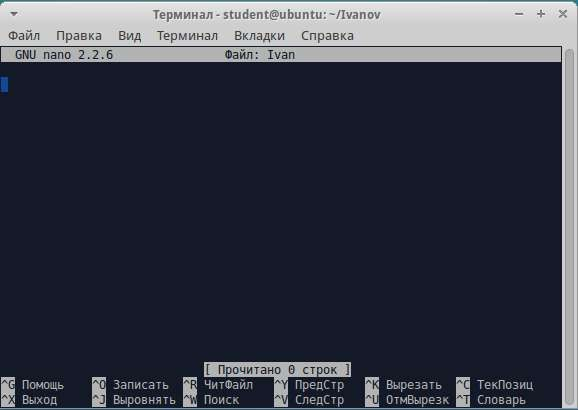 Терминал - student@ubuntu: ~/Ivanov
Файл Правка Вид Терминал Вкладки Справка
GNU nano 2.2.6 Файл: Ivan
[ Прочитано 0 строк ]
^G Помощь ^O Записать ^R ЧитФайл ^Y ПредСтр ^K Вырезать ^C ТекПозиц
^X Выход ^J Выровнять ^W Поиск ^V СледСтр ^U ОтмВырезк ^T Словарь